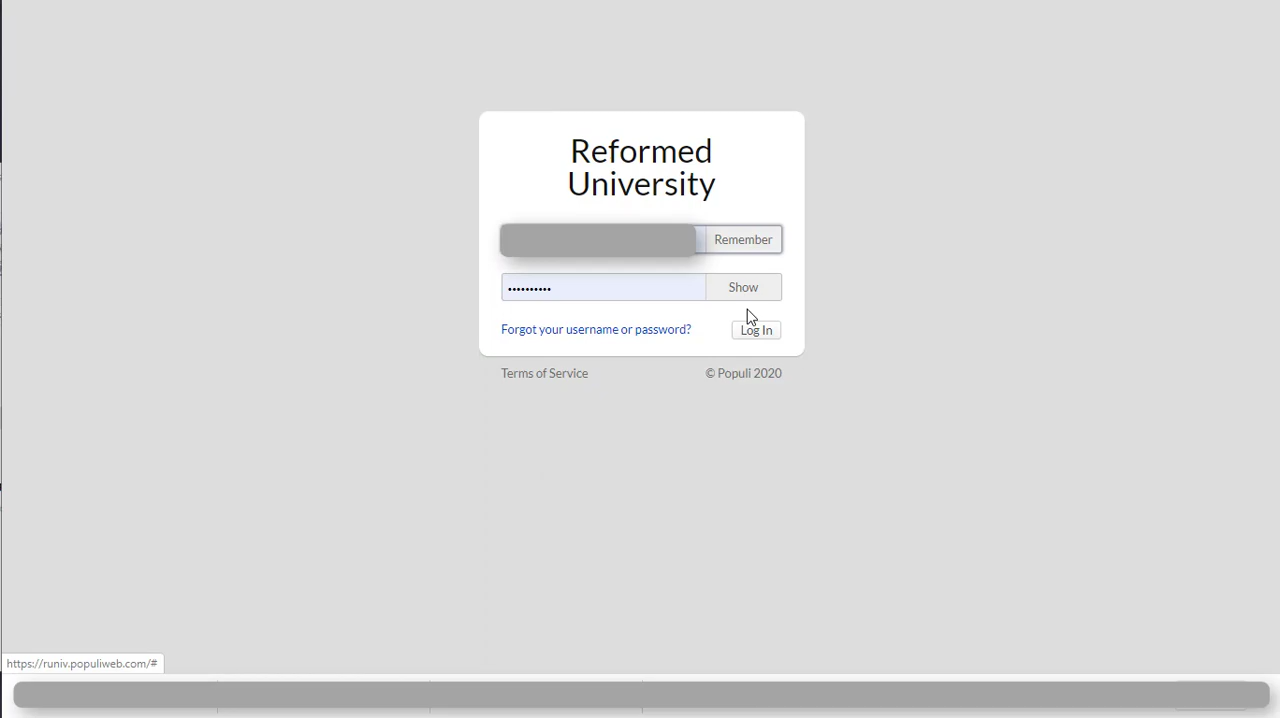 Reformed
University
Remember
•••••••••• Show
Forgot your username or password? Log In
Terms of Service © Populi 2020
https://runiv.populiweb.com/#